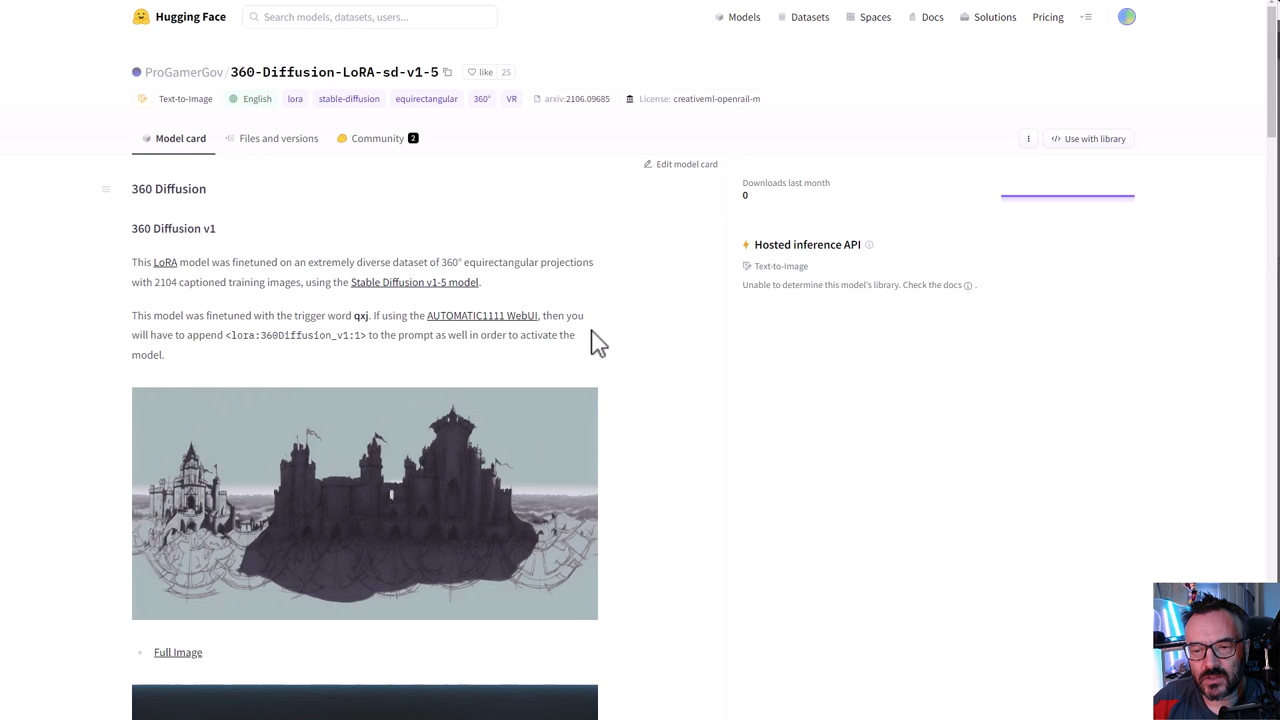 Hugging Face
Search models, datasets, users...
Models
Datasets
Spaces
Docs
Solutions
Pricing
ProGamerGov/360-Diffusion-LoRA-sd-v1-5
like 25
Text-to-Image
English
lora
stable-diffusion
equirectangular
360°
VR
arxiv:2106.09685
License: creativeml-openrail-m
Model card
Files and versions
Community 2
Use with library
Edit model card
360 Diffusion
360 Diffusion v1
This LoRA model was finetuned on an extremely diverse dataset of 360° equirectangular projections
with 2104 captioned training images, using the Stable Diffusion v1-5 model.
This model was finetuned with the trigger word qxj. If using the AUTOMATIC1111 WebUI, then you
will have to append <lora:360Diffusion_v1:1> to the prompt as well in order to activate the
model.
Full Image
Downloads last month
0
Hosted inference API
Text-to-Image
Unable to determine this model's library. Check the docs .